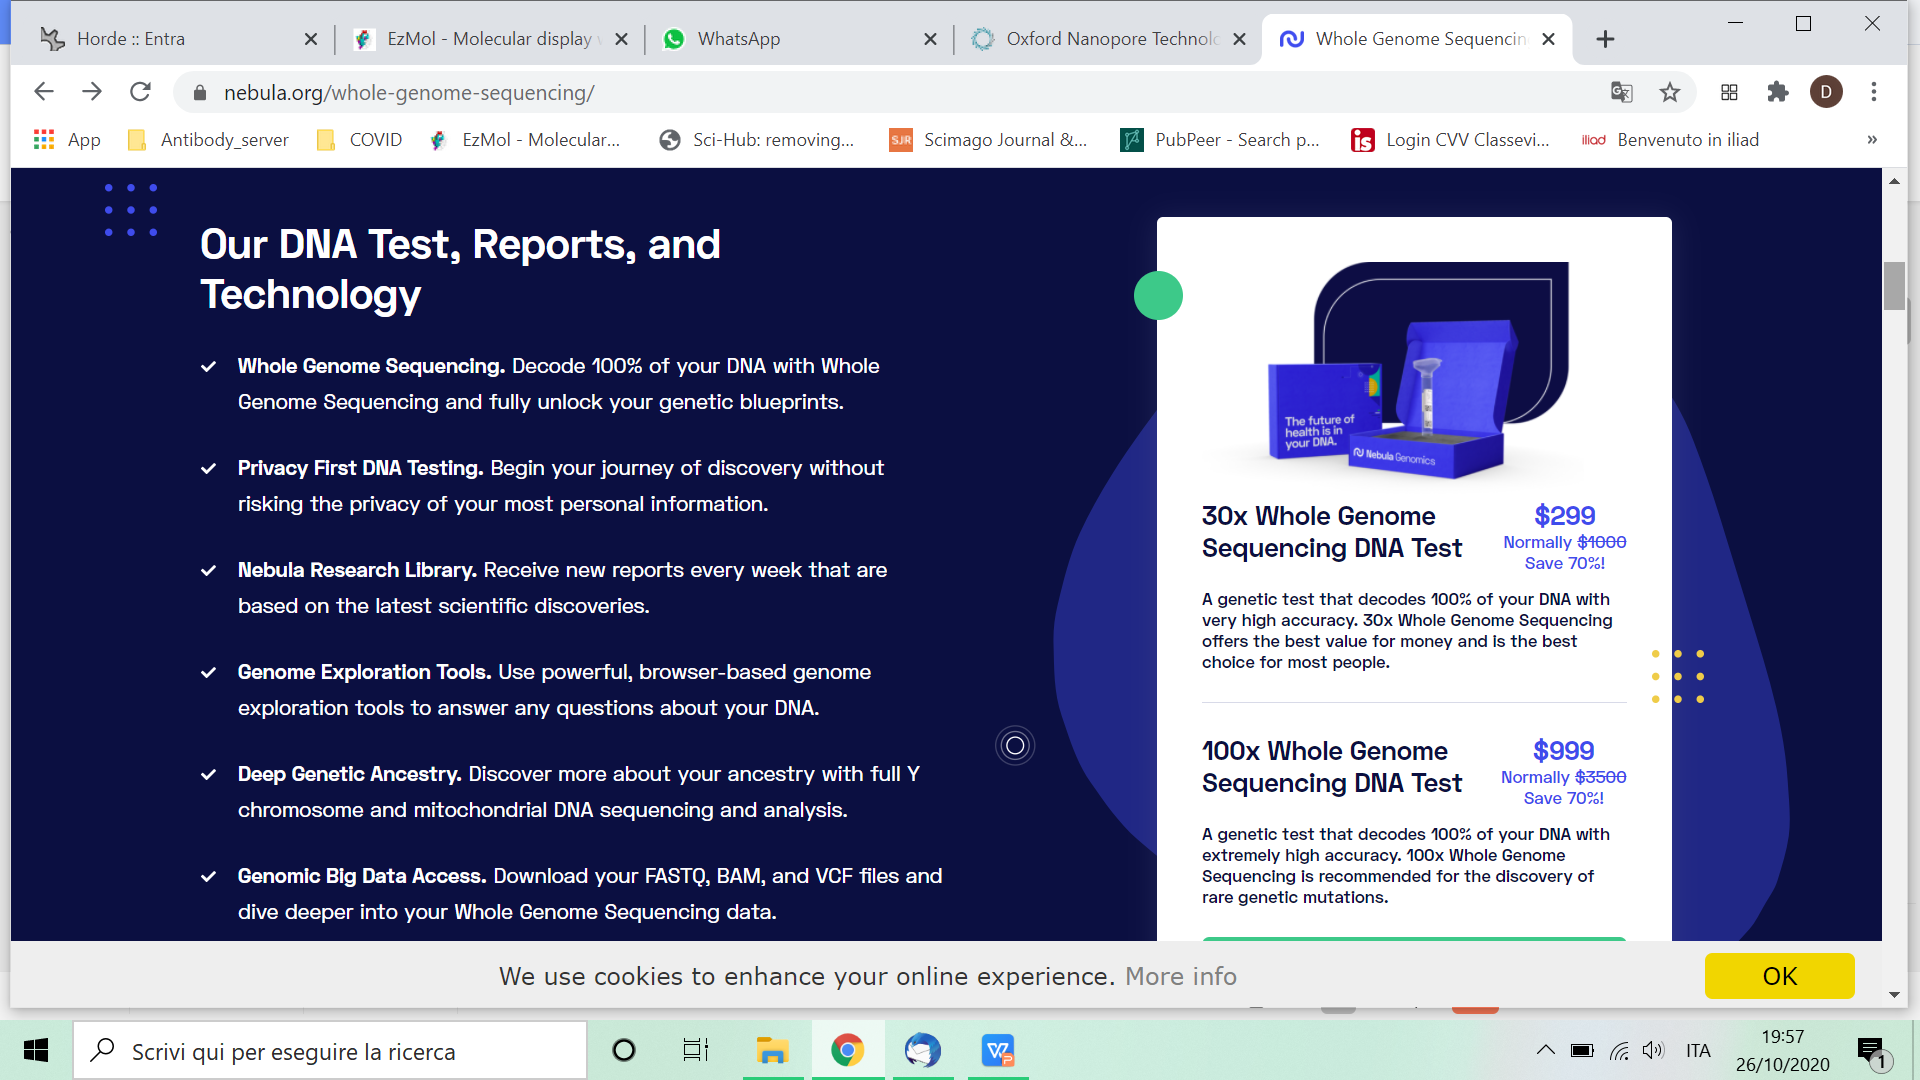 Horde :: Entra
EzMol - Molecular display
WhatsApp
Oxford Nanopore Technolo
Whole Genome Sequencin
nebula.org/whole-genome-sequencing/
D
App
Antibody_server
COVID
EzMol - Molecular...
Sci-Hub: removing...
SJR
Scimago Journal &...
PubPeer - Search p...
is
Login CVV Classevi...
iliad
Benvenuto in iliad
»
Our DNA Test, Reports, and
Technology
Whole Genome Sequencing. Decode 100% of your DNA with Whole
Genome Sequencing and fully unlock your genetic blueprints.
Privacy First DNA Testing. Begin your journey of discovery without
risking the privacy of your most personal information.
Nebula Research Library. Receive new reports every week that are
based on the latest scientific discoveries.
Genome Exploration Tools. Use powerful, browser-based genome
exploration tools to answer any questions about your DNA.
Deep Genetic Ancestry. Discover more about your ancestry with full Y
chromosome and mitochondrial DNA sequencing and analysis.
Genomic Big Data Access. Download your FASTQ, BAM, and VCF files and
dive deeper into your Whole Genome Sequencing data.
The future of
health is in
your DNA.
Nebula Genomics
30x Whole Genome
Sequencing DNA Test
$299
Normally $1000
Save 70%!
A genetic test that decodes 100% of your DNA with
very high accuracy. 30x Whole Genome Sequencing
offers the best value for money and is the best
choice for most people.
100x Whole Genome
Sequencing DNA Test
$999
Normally $3500
Save 70%!
A genetic test that decodes 100% of your DNA with
extremely high accuracy. 100x Whole Genome
Sequencing is recommended for the discovery of
rare genetic mutations.
We use cookies to enhance your online experience. More info
OK
Scrivi qui per eseguire la ricerca
ITA
19:57
26/10/2020
1